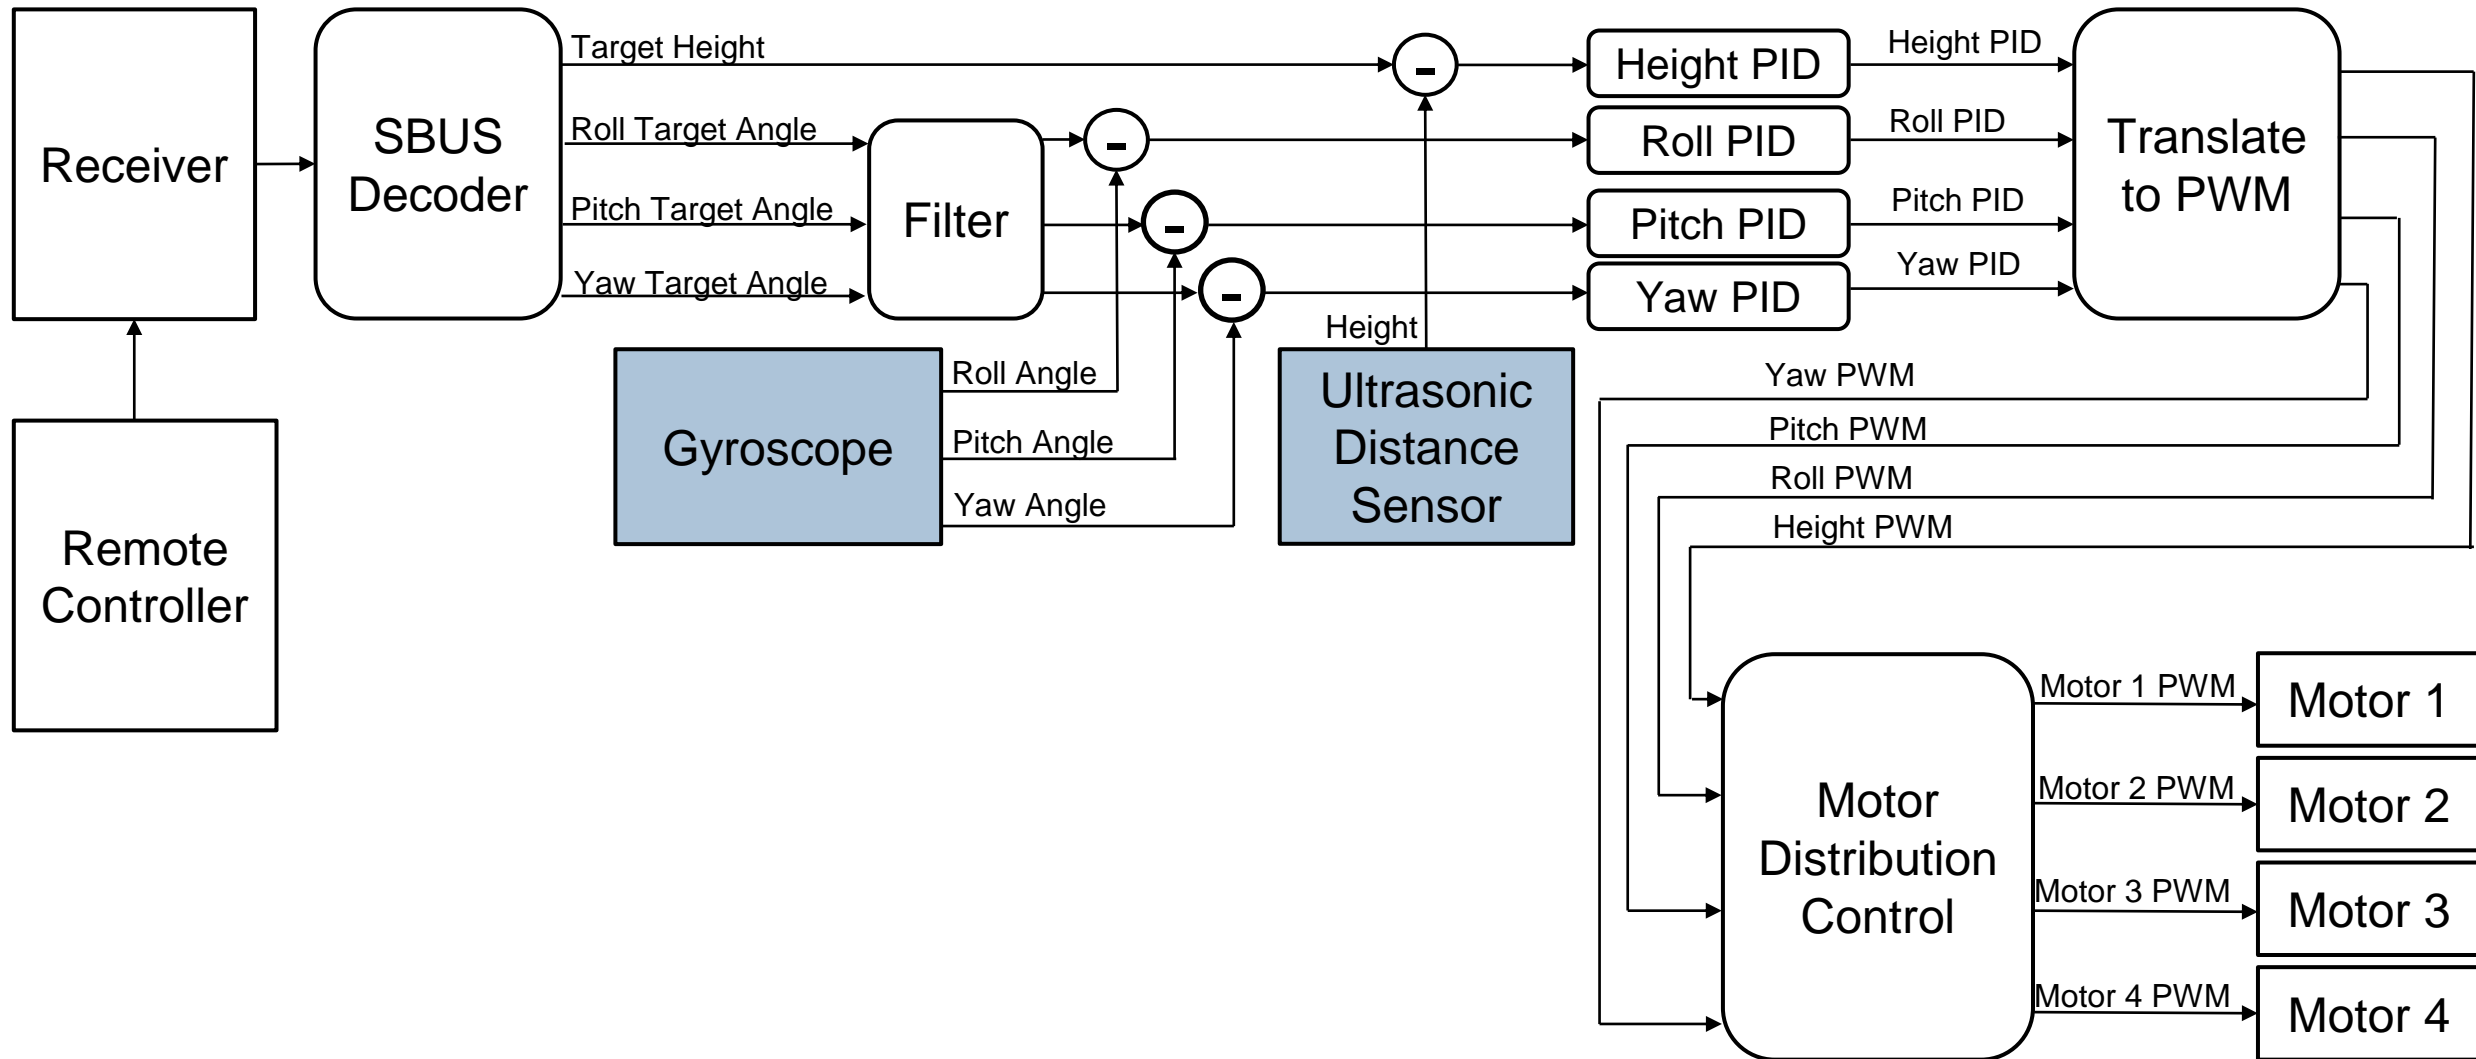 Receiver
SBUS
Decoder
Target Height
Roll Target Angle
Pitch Target Angle
Yaw Target Angle
Filter
-
-
-
-
Height PID
Roll PID
Pitch PID
Yaw PID
Height PID
Roll PID
Pitch PID
Yaw PID
Translate
to PWM
Remote
Controller
Gyroscope
Roll Angle
Pitch Angle
Yaw Angle
Height
Ultrasonic
Distance
Sensor
Yaw PWM
Pitch PWM
Roll PWM
Height PWM
Motor
Distribution
Control
Motor 1 PWM
Motor 2 PWM
Motor 3 PWM
Motor 4 PWM
Motor 1
Motor 2
Motor 3
Motor 4